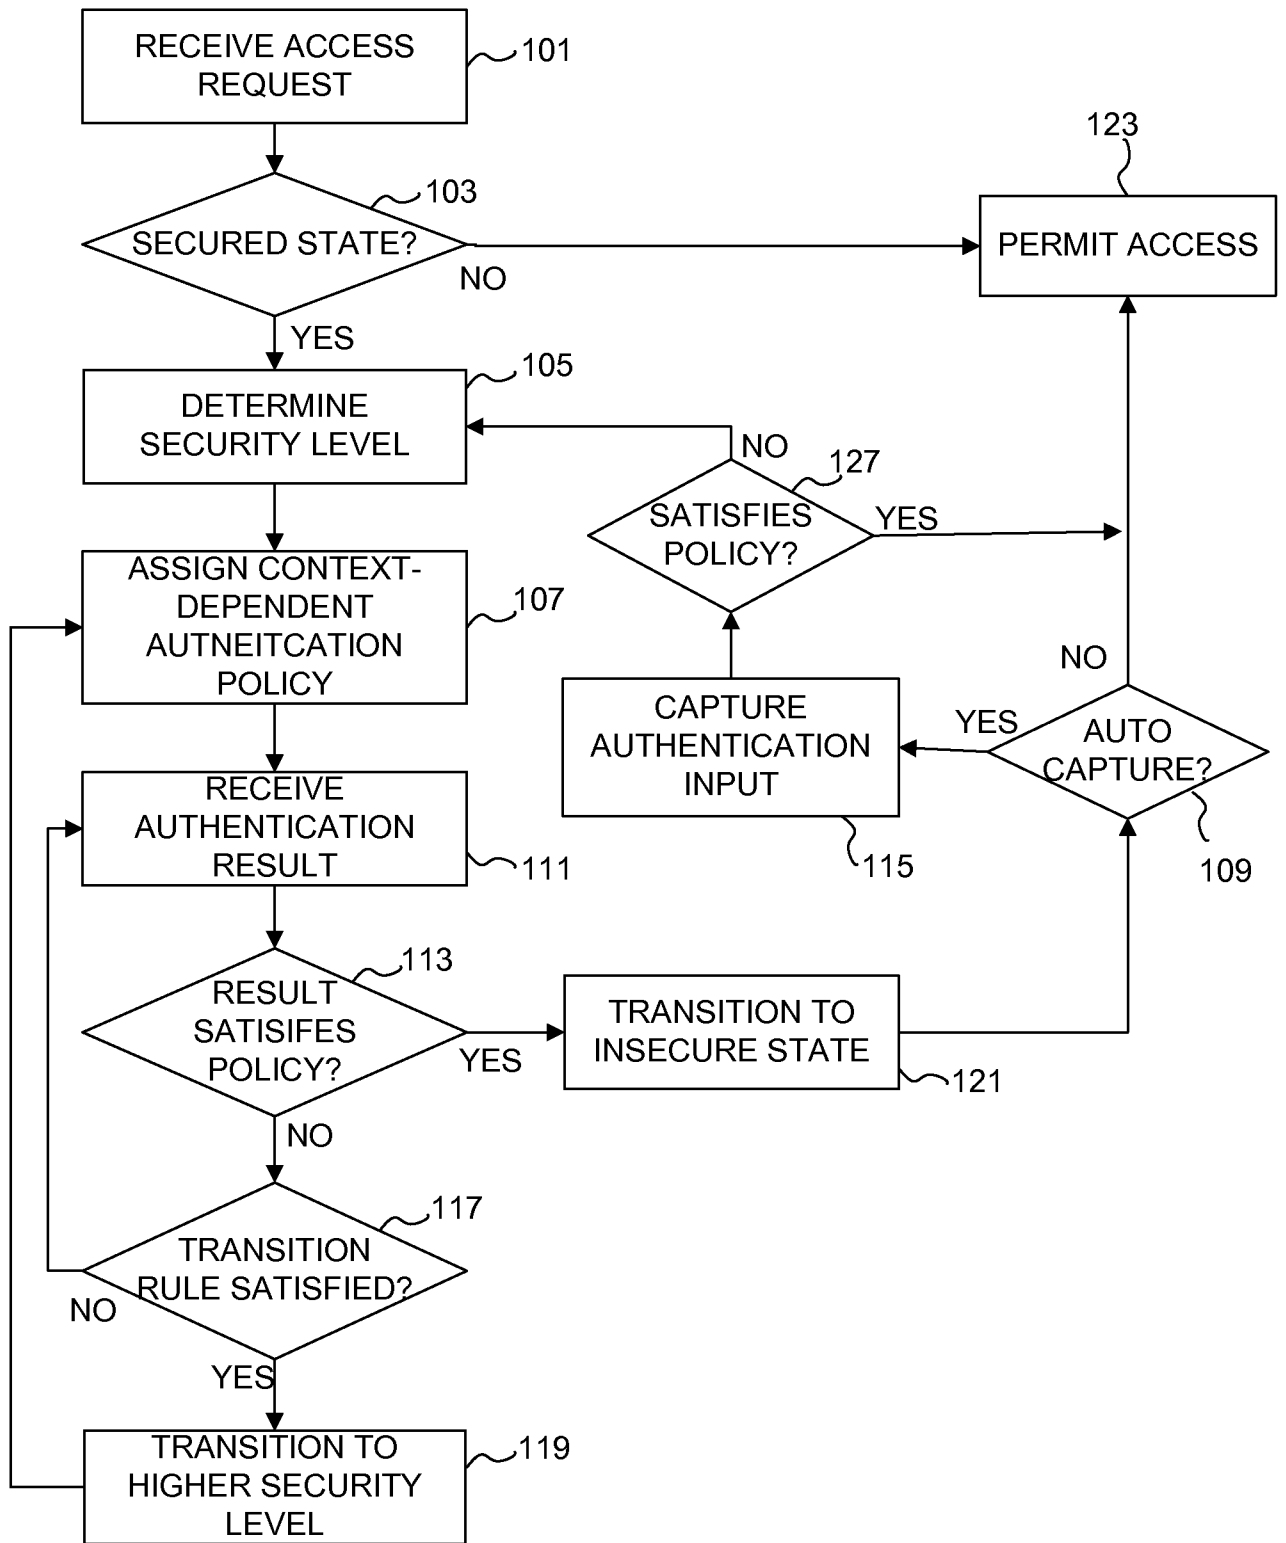 RECEIVE ACCESS
REQUEST
101
103
SECURED STATE?
NO
YES
123
PERMIT ACCESS
105
DETERMINE
SECURITY LEVEL
NO
127
SATISFIES
POLICY?
YES
ASSIGN CONTEXT-
DEPENDENT
AUTNEITCATION
POLICY
107
CAPTURE
AUTHENTICATION
INPUT
115
YES
NO
AUTO
CAPTURE?
109
RECEIVE
AUTHENTICATION
RESULT
111
113
RESULT
SATISIFES
POLICY?
YES
NO
TRANSITION TO
INSECURE STATE
121
117
TRANSITION
RULE SATISFIED?
NO
YES
TRANSITION TO
HIGHER SECURITY
LEVEL
119